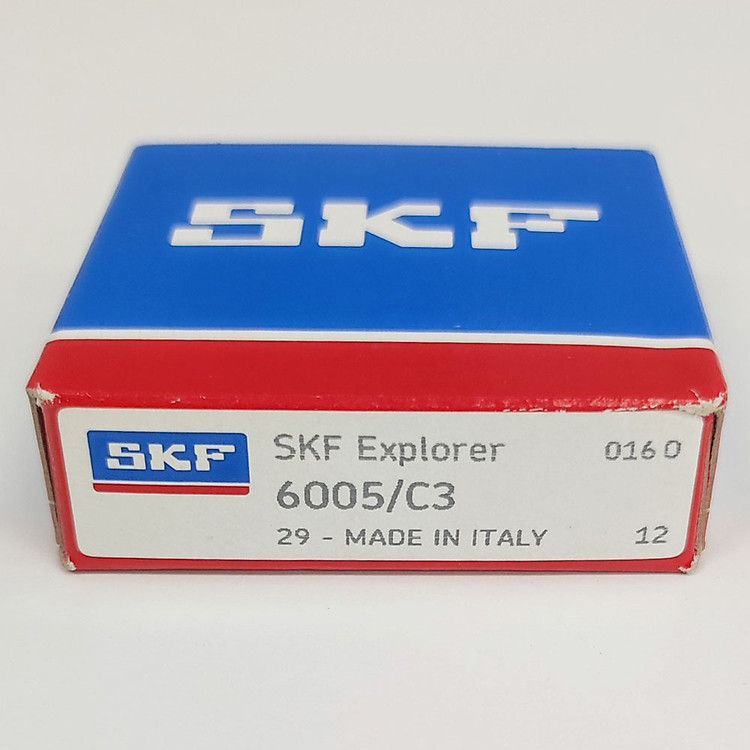 SKF
SKF
SKF Explorer 016 0
6005/C3
29 - MADE IN ITALY 12